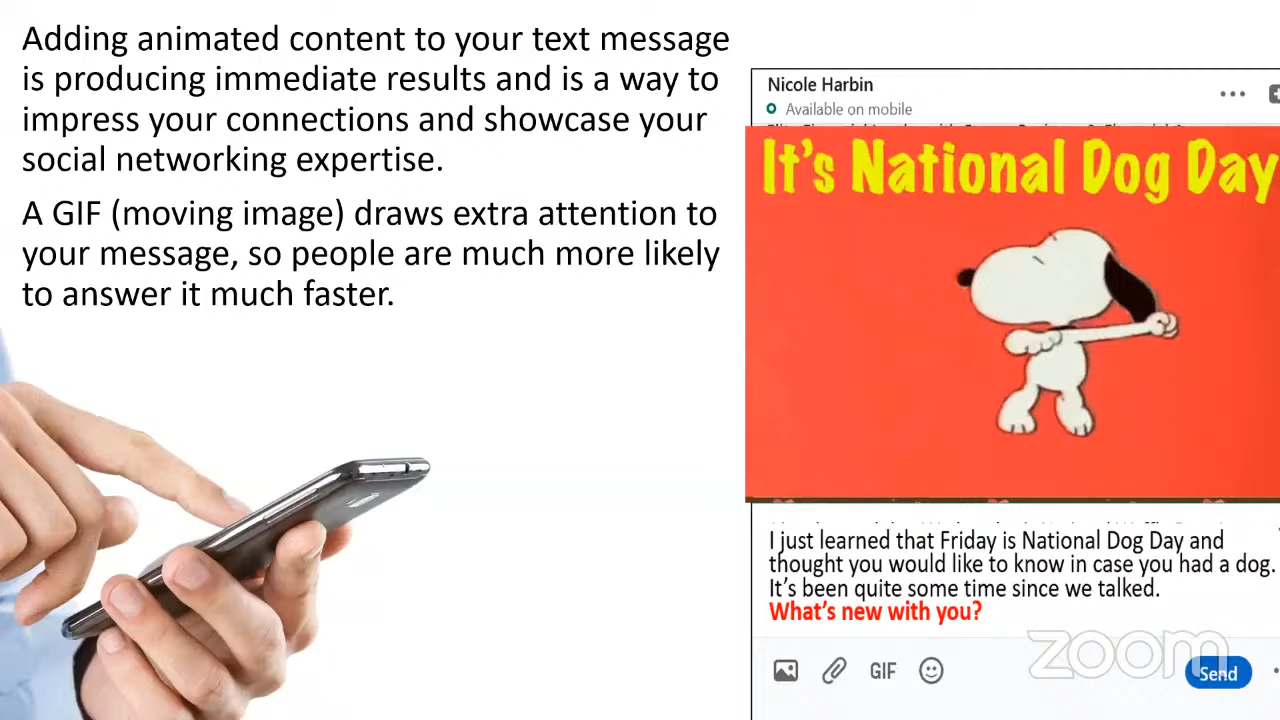 Adding animated content to your text message
is producing immediate results and is a way to
impress your connections and showcase your
social networking expertise.
A GIF (moving image) draws extra attention to
your message, so people are much more likely
to answer it much faster.
Nicole Harbin
Available on mobile
It's National Dog Day
I just learned that Friday is National Dog Day and
thought you would like to know in case you had a dog.
It's been quite some time since we talked.
What's new with you?
GIF
Send
zoom